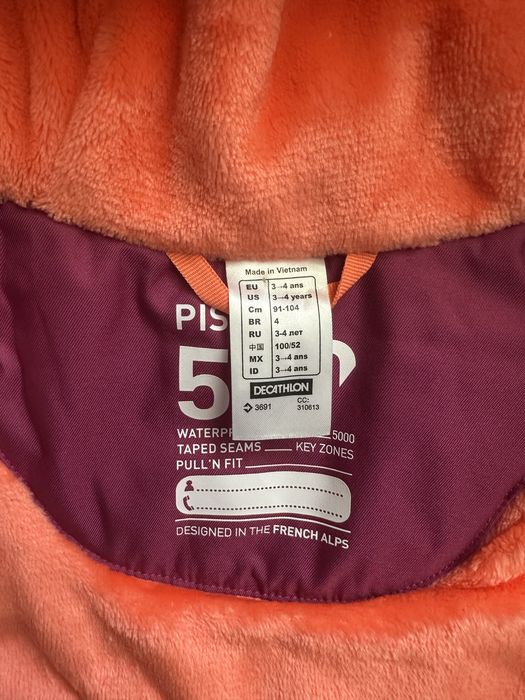 Made in Vietnam
EU 3→4 ans
US 3→4 years
Cm 91-104
BR 4
RU 3-4 лет
中国 100/52
MX 3→4 ans
ID 3→4 ans
DECATHLON
3691 CC: 310613
PIS
5
WATERPR 5000
TAPED SEAMS KEY ZONES
PULL'N FIT
DESIGNED IN THE FRENCH ALPS